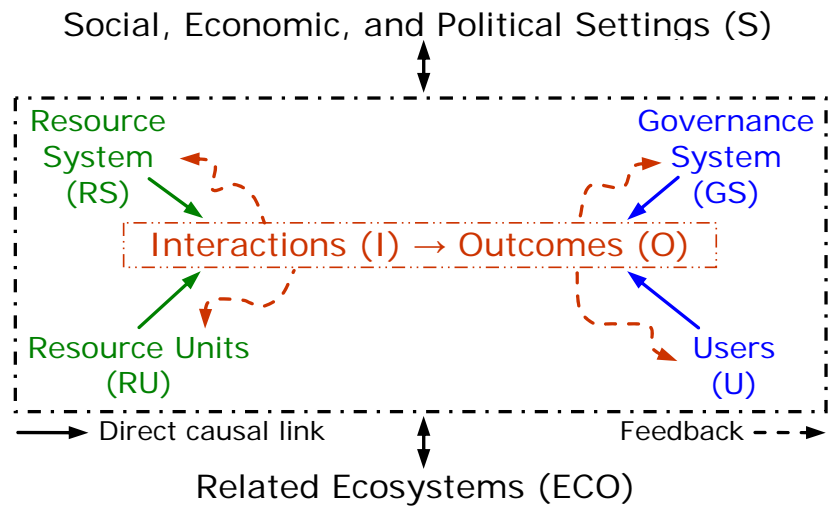 Social, Economic, and Political Settings (S)
Resource
System
(RS)
Governance
System
(GS)
Interactions (I) → Outcomes (O)
Resource Units
(RU)
Users
(U)
Direct causal link
Feedback
Related Ecosystems (ECO)